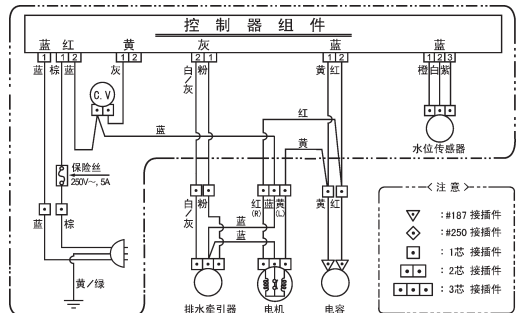 控制器组件
蓝 红 黄 灰 蓝 蓝
1 1 2 1 2 2 1 1 2 1 2 3
蓝 棕 蓝 灰 白/灰 粉 黄 红 橙 白 紫
C.V
红
水位传感器
蓝
黄
保险丝
250V~, 5A
注意
白/灰 粉 红 蓝 黄 黄 红
(R) (L)
:#187 接插件
蓝 棕
蓝
:#250 接插件
蓝
: 1芯 接插件
: 2芯 接插件
黄/绿
: 3芯 接插件
排水牵引器 电机 电容